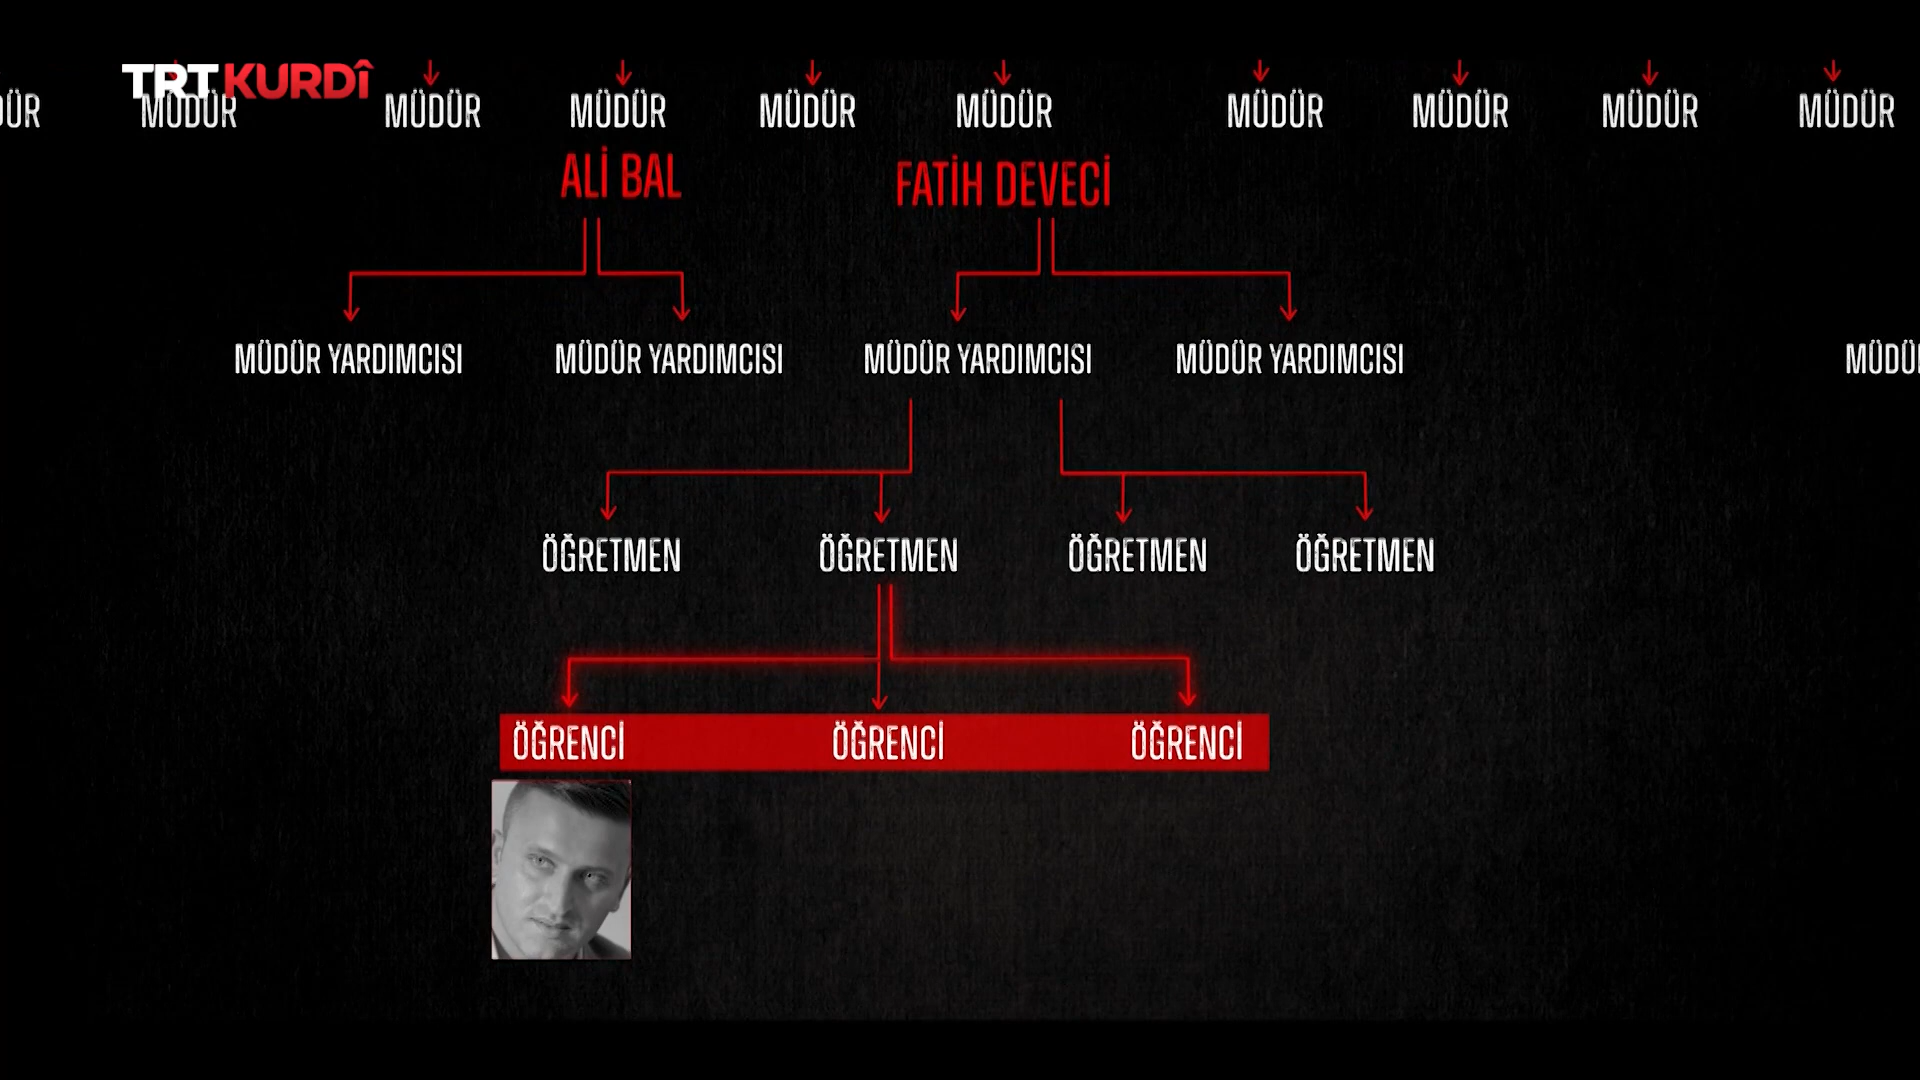 TRT KURDÎ
MÜDÜR MÜDÜR MÜDÜR MÜDÜR MÜDÜR MÜDÜR MÜDÜR MÜDÜR MÜDÜR
ALİ BAL FATİH DEVECİ
MÜDÜR YARDIMCISI MÜDÜR YARDIMCISI MÜDÜR YARDIMCISI MÜDÜR YARDIMCISI
ÖĞRETMEN ÖĞRETMEN ÖĞRETMEN ÖĞRETMEN
ÖĞRENCİ ÖĞRENCİ ÖĞRENCİ